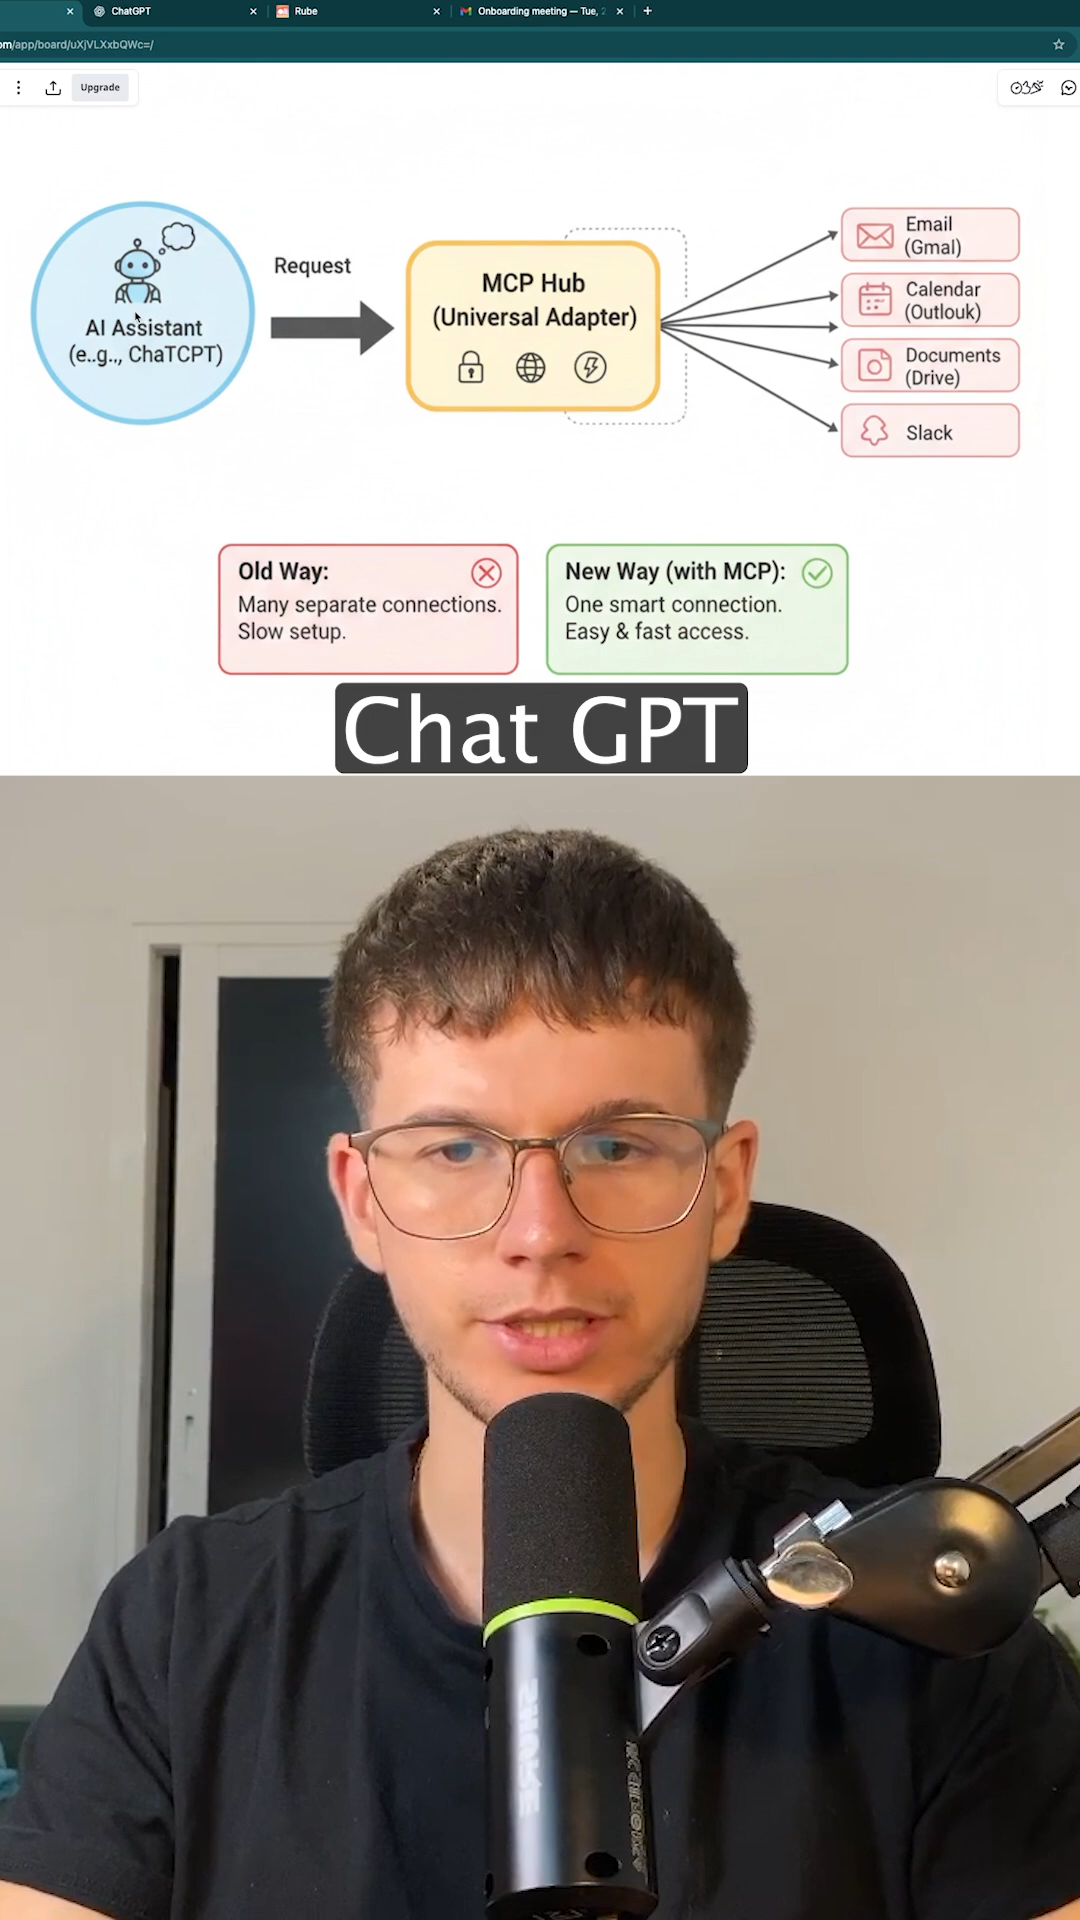 ChatGPT
Rube
Onboarding meeting — Tue, 2
om/app/board/uXjVLXxbQWc=/
Upgrade
AI Assistant
(e..g., ChaTCPT)
Request
MCP Hub
(Universal Adapter)
Email
(Gmal)
Calendar
(Outlouk)
Documents
(Drive)
Slack
Old Way:
Many separate connections.
Slow setup.
New Way (with MCP):
One smart connection.
Easy & fast access.
Chat GPT